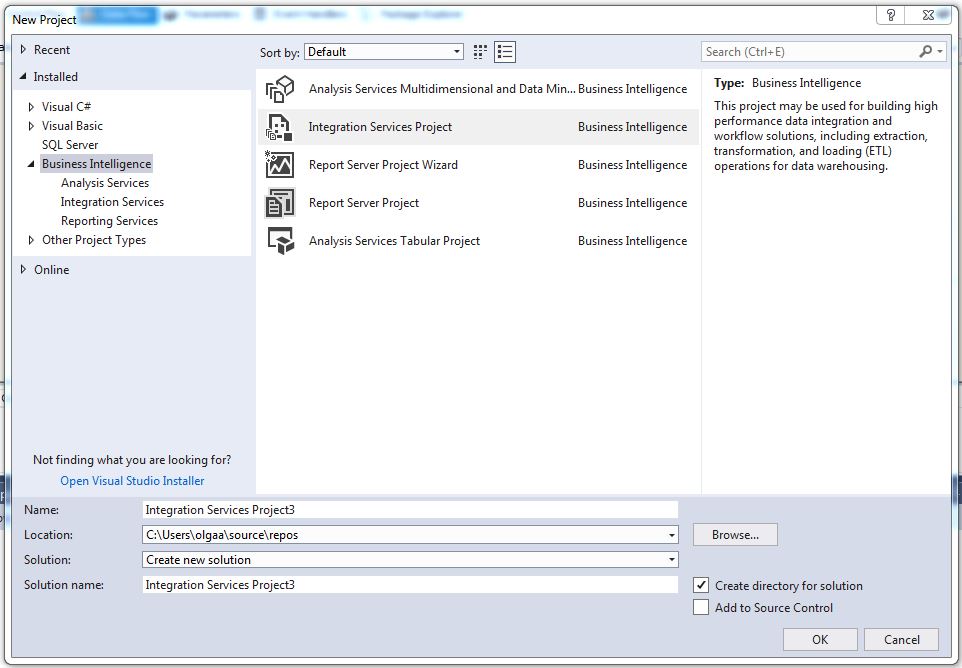 New Project
Recent
Installed
Visual C#
Visual Basic
SQL Server
Business Intelligence
Analysis Services
Integration Services
Reporting Services
Other Project Types
Online
Not finding what you are looking for?
Open Visual Studio Installer
Sort by: Default
Search (Ctrl+E)
Analysis Services Multidimensional and Data Min... Business Intelligence
Integration Services Project Business Intelligence
Report Server Project Wizard Business Intelligence
Report Server Project Business Intelligence
Analysis Services Tabular Project Business Intelligence
Type: Business Intelligence
This project may be used for building high
performance data integration and
workflow solutions, including extraction,
transformation, and loading (ETL)
operations for data warehousing.
Name: Integration Services Project3
Location: C:\Users\olgaa\source\repos Browse...
Solution: Create new solution
Solution name: Integration Services Project3
Create directory for solution
Add to Source Control
OK Cancel